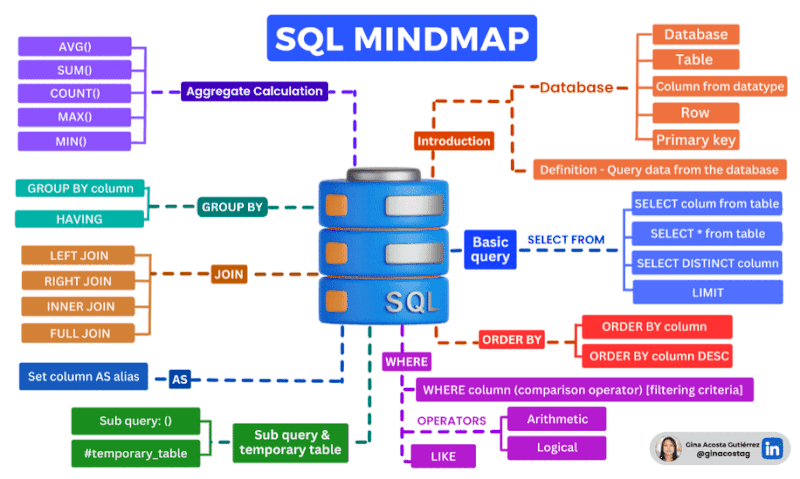 SQL MINDMAP
AVG()
SUM()
COUNT()
MAX()
MIN()
Aggregate Calculation
Introduction
Database
Database
Table
Column from datatype
Row
Primary key
Definition - Query data from the database
GROUP BY column
HAVING
GROUP BY
Basic
query
SELECT FROM
SELECT colum from table
SELECT * from table
SELECT DISTINCT column
LIMIT
LEFT JOIN
RIGHT JOIN
INNER JOIN
FULL JOIN
JOIN
SQL
ORDER BY
ORDER BY column
ORDER BY column DESC
Set column AS alias
AS
WHERE
WHERE column (comparison operator) [filtering criteria]
OPERATORS
Arithmetic
Logical
LIKE
Sub query: ()
#temporary_table
Sub query &
temporary table
Gina Acosta Gutiérrez
@ginacostag
in